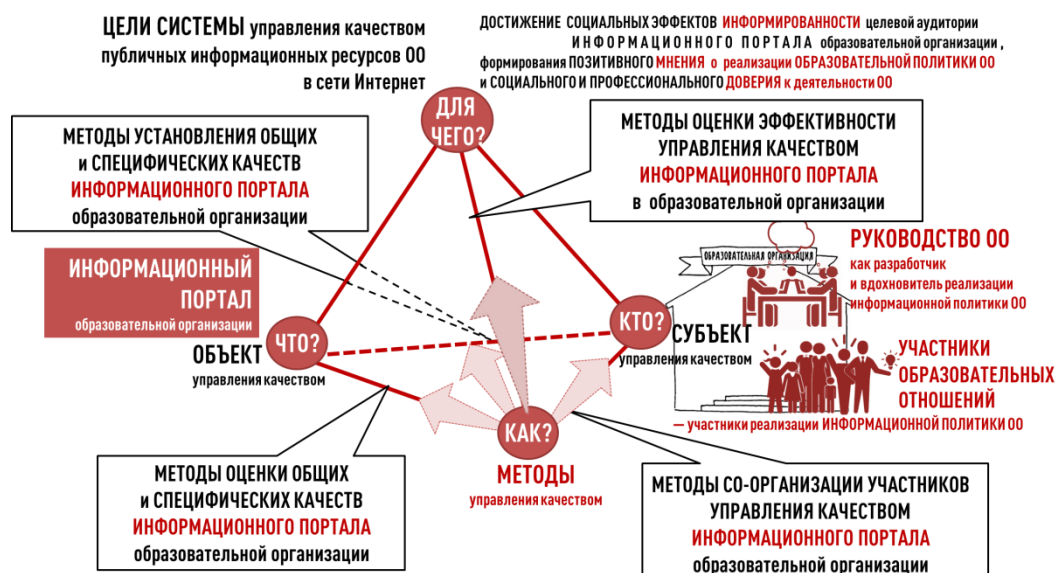 ЦЕЛИ СИСТЕМЫ управления качеством
публичных информационных ресурсов ОО
в сети Интернет
ДОСТИЖЕНИЕ СОЦИАЛЬНЫХ ЭФФЕКТОВ ИНФОРМИРОВАННОСТИ целевой аудитории
ИНФОРМАЦИОННОГО ПОРТАЛА образовательной организации,
формирования ПОЗИТИВНОГО МНЕНИЯ о реализации ОБРАЗОВАТЕЛЬНОЙ ПОЛИТИКИ ОО
и СОЦИАЛЬНОГО И ПРОФЕССИОНАЛЬНОГО ДОВЕРИЯ к деятельности ОО
ДЛЯ
ЧЕГО?
МЕТОДЫ УСТАНОВЛЕНИЯ ОБЩИХ
и СПЕЦИФИЧЕСКИХ КАЧЕСТВ
ИНФОРМАЦИОННОГО ПОРТАЛА
образовательной организации
МЕТОДЫ ОЦЕНКИ ЭФФЕКТИВНОСТИ
УПРАВЛЕНИЯ КАЧЕСТВОМ
ИНФОРМАЦИОННОГО ПОРТАЛА
в образовательной организации
ИНФОРМАЦИОННЫЙ
ПОРТАЛ
образовательной организации
ОБРАЗОВАТЕЛЬНАЯ ОРГАНИЗАЦИЯ
РУКОВОДСТВО ОО
как разработчик
и вдохновитель реализации
информационной политики ОО
ЧТО?
ОБЪЕКТ
управления качеством
КТО?
СУБЪЕКТ
управления качеством
УЧАСТНИКИ
ОБРАЗОВАТЕЛЬНЫХ
ОТНОШЕНИЙ
— участники реализации ИНФОРМАЦИОННОЙ ПОЛИТИКИ ОО
КАК?
МЕТОДЫ
управления качеством
МЕТОДЫ ОЦЕНКИ ОБЩИХ
и СПЕЦИФИЧЕСКИХ КАЧЕСТВ
ИНФОРМАЦИОННОГО ПОРТАЛА
образовательной организации
МЕТОДЫ СО-ОРГАНИЗАЦИИ УЧАСТНИКОВ
УПРАВЛЕНИЯ КАЧЕСТВОМ
ИНФОРМАЦИОННОГО ПОРТАЛА
образовательной организации